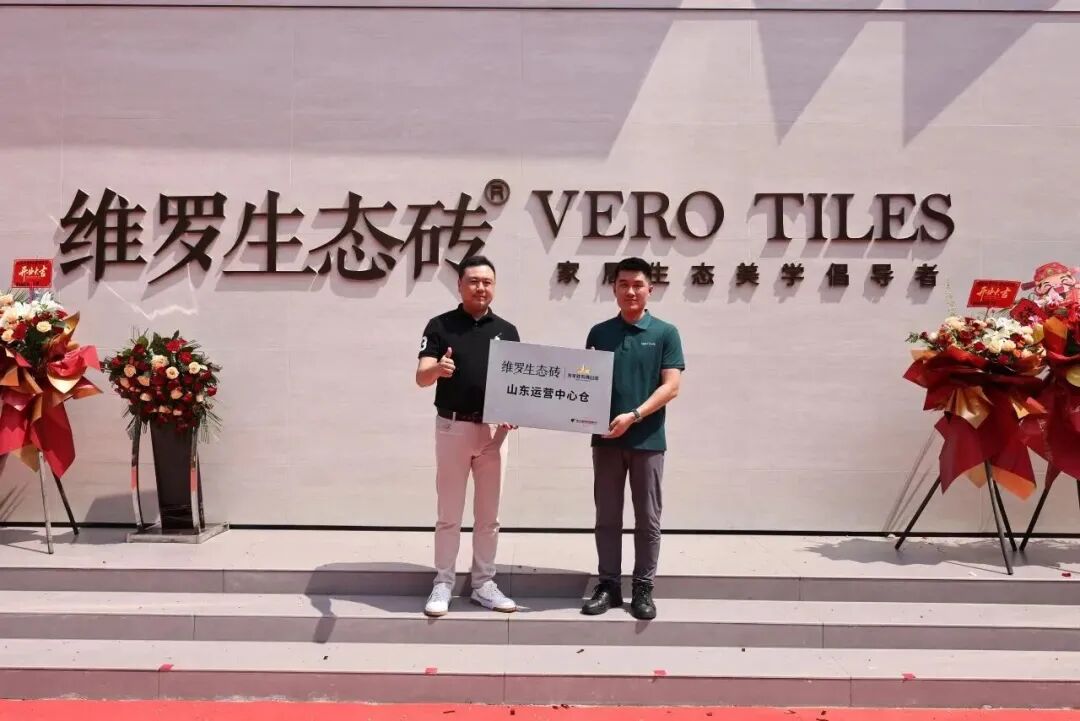 维罗生态砖® VERO TILES
家居生态美学倡导者
开业大吉
开业大吉
维罗生态砖
山东运营中心仓